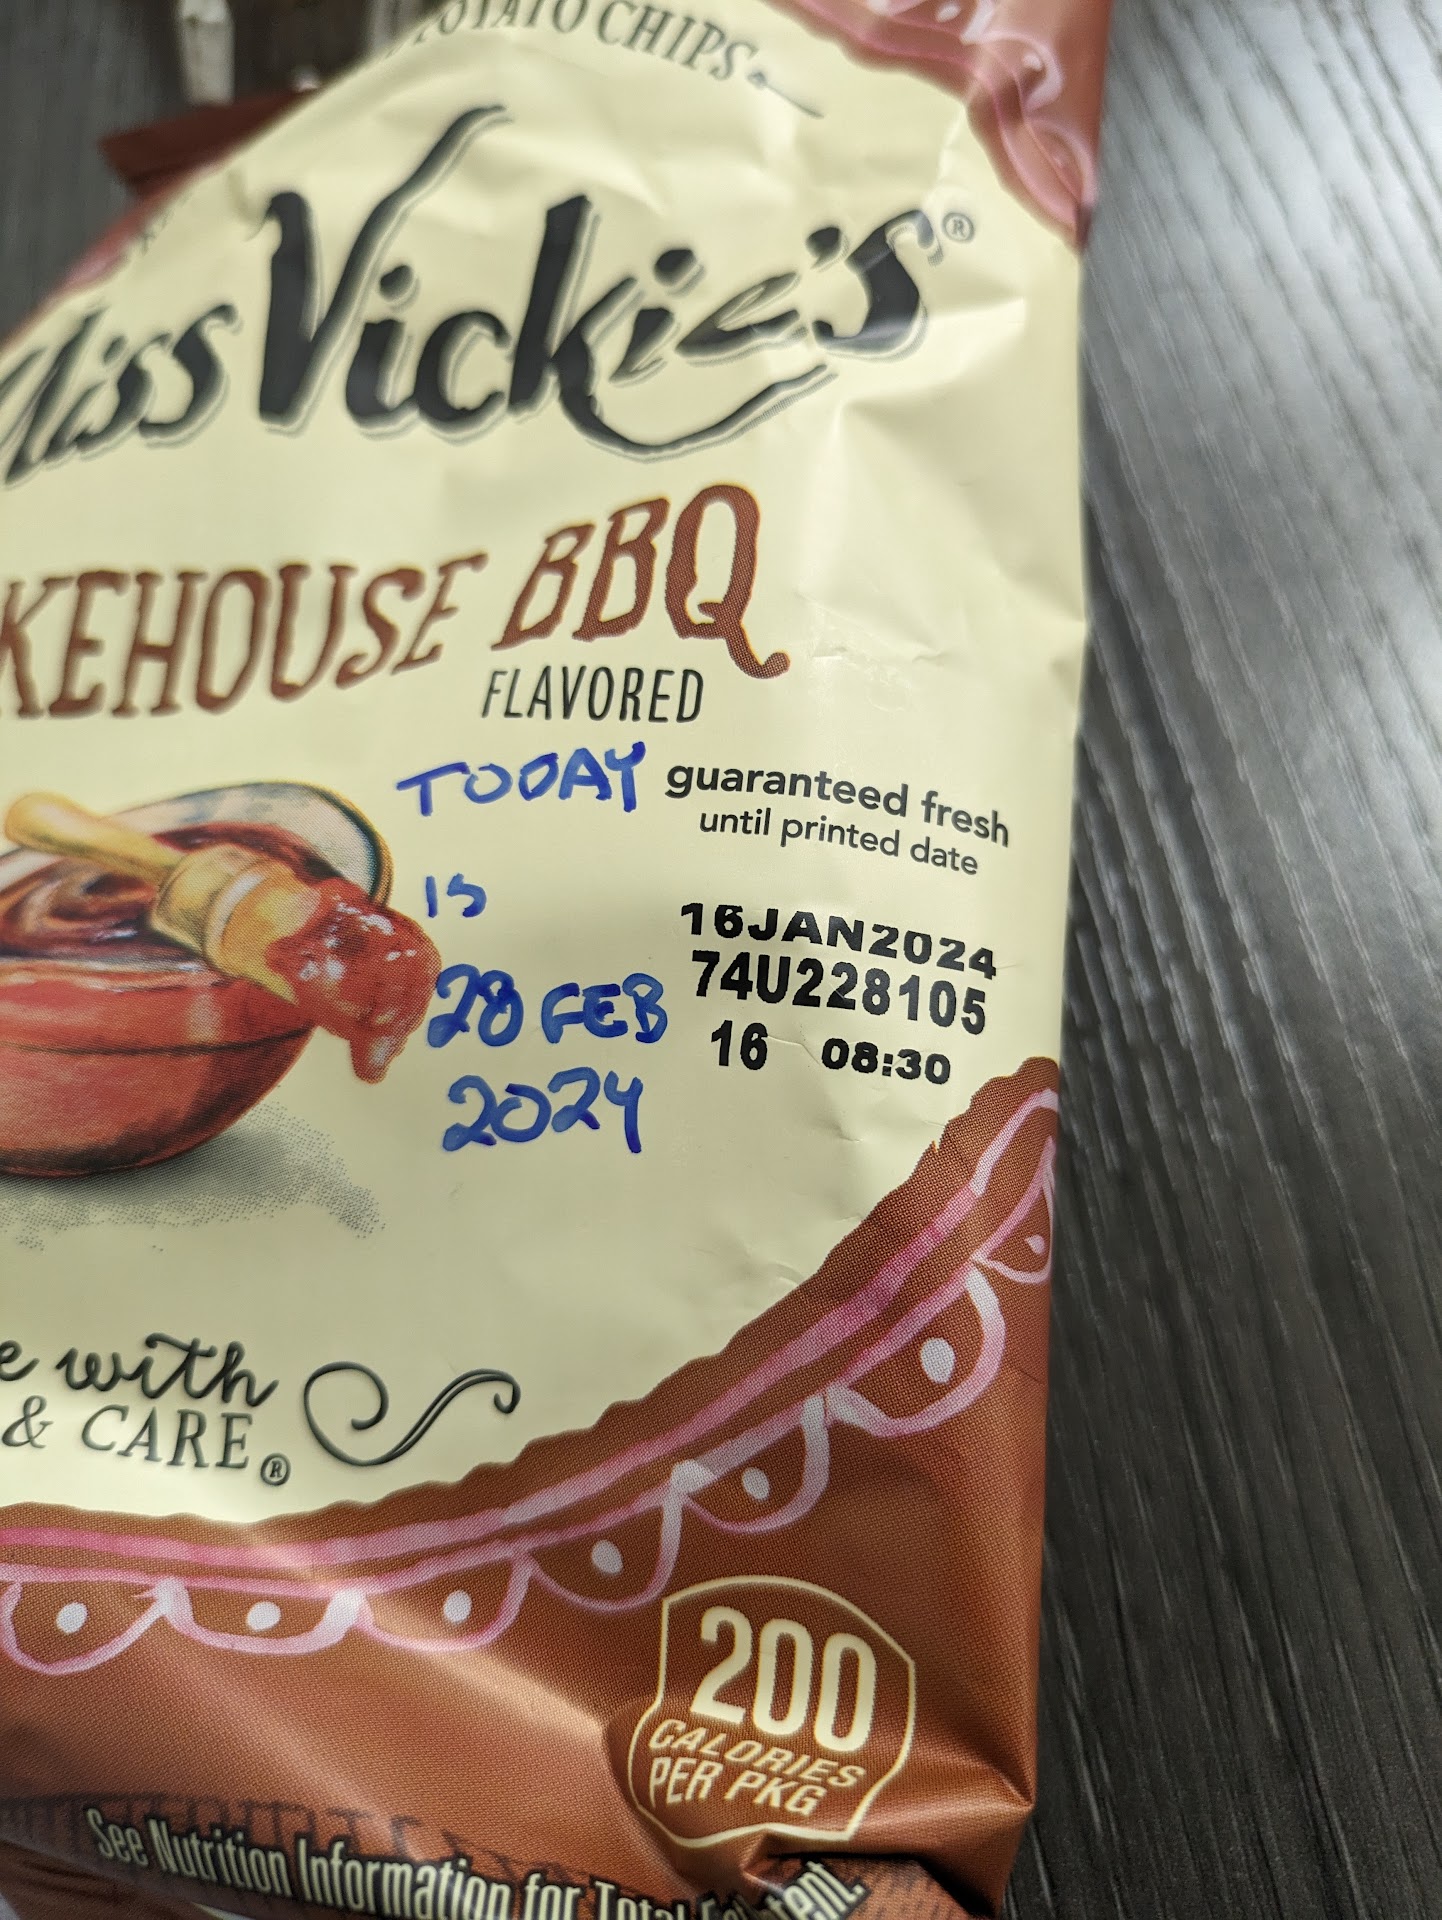 POTATO CHIPS
Miss Vickie's®
KEHOUSE BBQ
FLAVORED
TODAY
is
28 FEB
2024
guaranteed fresh
until printed date
16JAN2024
74U228105
16 08:30
e with
& CARE®
200
CALORIES
PER PKG
See Nutrition Information for Total